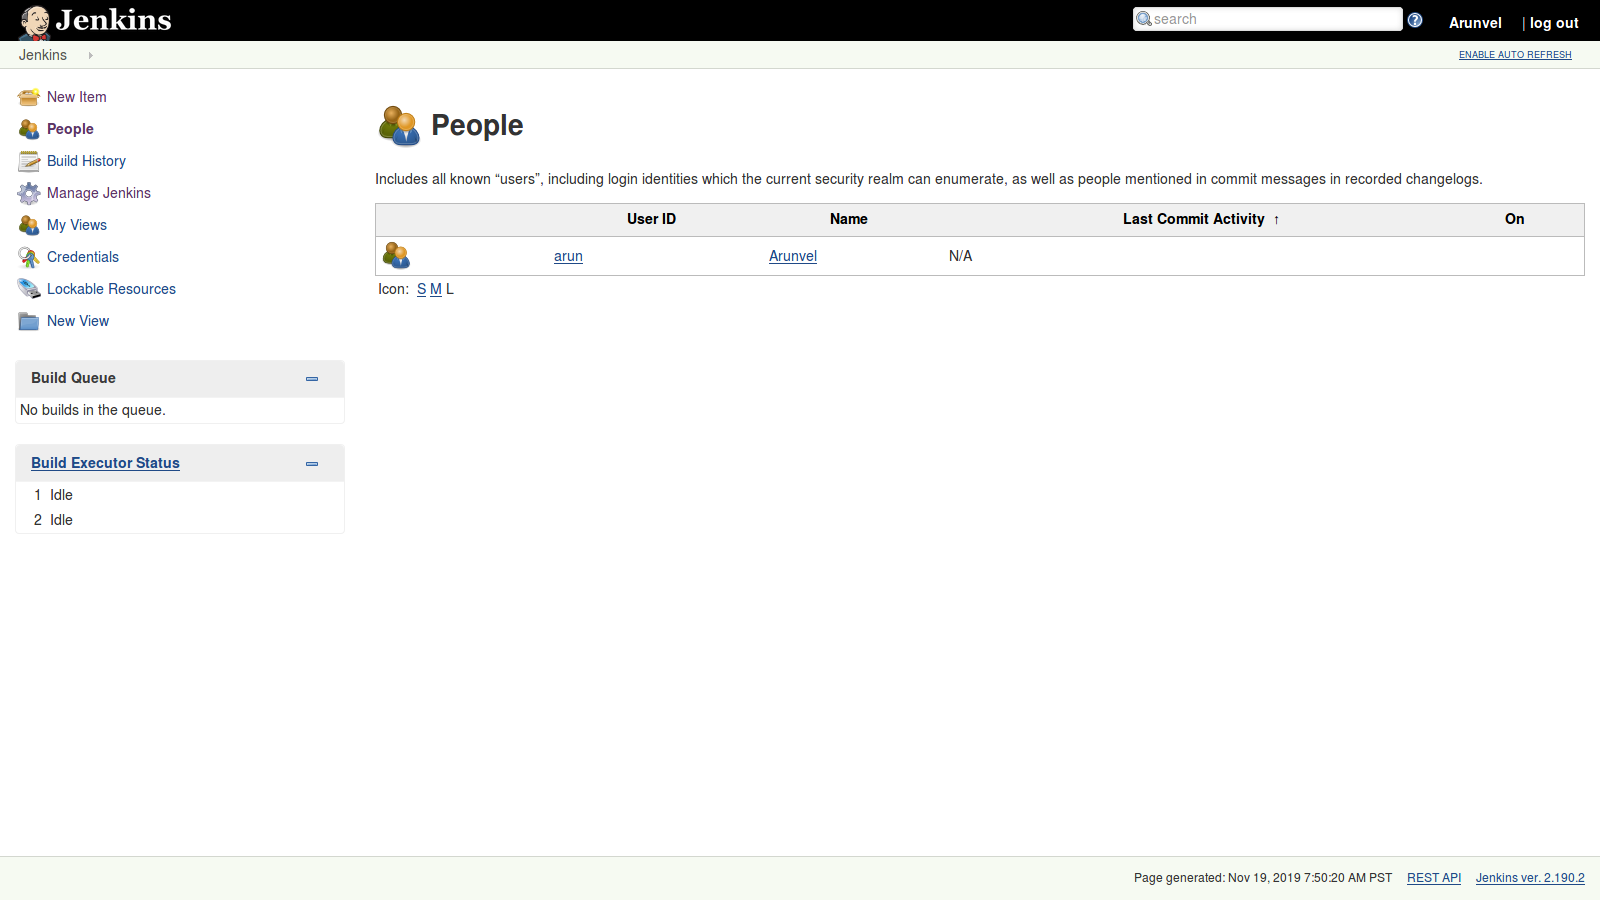 Jenkins
search
Arunvel
| log out
Jenkins
ENABLE AUTO REFRESH
New Item
People
Build History
Manage Jenkins
My Views
Credentials
Lockable Resources
New View
Build Queue
No builds in the queue.
Build Executor Status
1 Idle
2 Idle
People
Includes all known “users”, including login identities which the current security realm can enumerate, as well as people mentioned in commit messages in recorded changelogs.
User ID Name Last Commit Activity ↑ On
arun Arunvel N/A
Icon: S M L
Page generated: Nov 19, 2019 7:50:20 AM PST REST API Jenkins ver. 2.190.2